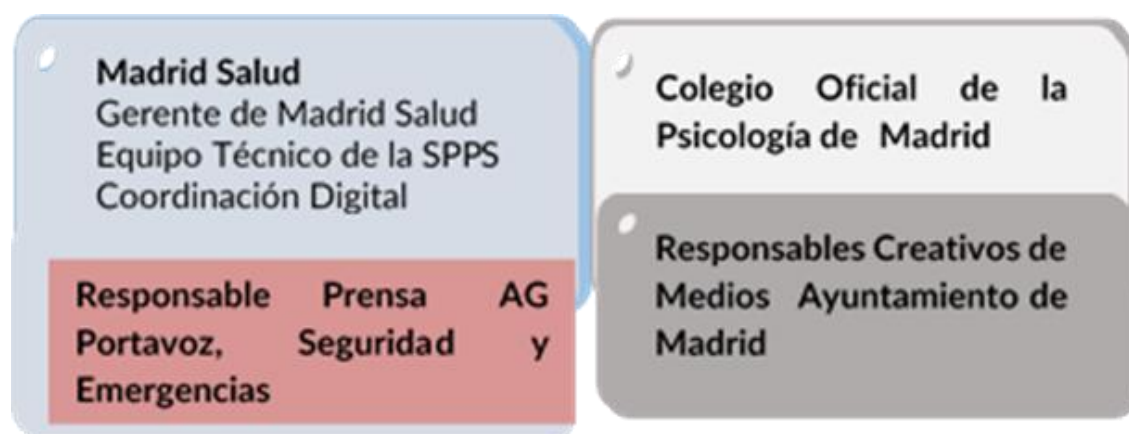 Madrid Salud
Gerente de Madrid Salud
Equipo Técnico de la SPPS
Coordinación Digital
Responsable Prensa AG
Portavoz, Seguridad y
Emergencias
Colegio Oficial de la
Psicología de Madrid
Responsables Creativos de
Medios Ayuntamiento de
Madrid